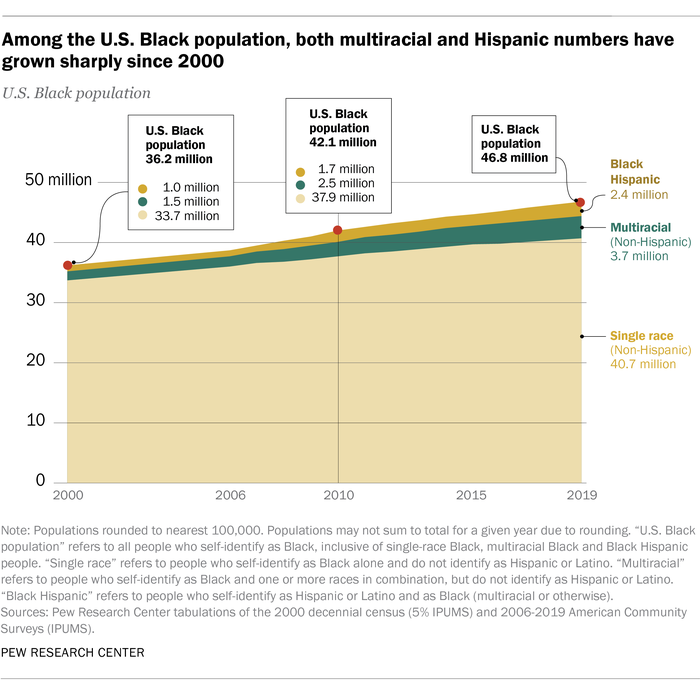 Among the U.S. Black population, both multiracial and Hispanic numbers have
grown sharply since 2000
U.S. Black population
U.S. Black
population
36.2 million
1.0 million
1.5 million
33.7 million
U.S. Black
population
42.1 million
1.7 million
2.5 million
37.9 million
U.S. Black
population
46.8 million
Black
Hispanic
2.4 million
Multiracial
(Non-Hispanic)
3.7 million
Single race
(Non-Hispanic)
40.7 million
50 million
40
30
20
10
0
2000
2006
2010
2015
2019
Note: Populations rounded to nearest 100,000. Populations may not sum to total for a given year due to rounding. “U.S. Black
population” refers to all people who self-identify as Black, inclusive of single-race Black, multiracial Black and Black Hispanic
people. “Single race” refers to people who self-identify as Black alone and do not identify as Hispanic or Latino. “Multiracial”
refers to people who self-identify as Black and one or more races in combination, but do not identify as Hispanic or Latino.
“Black Hispanic” refers to people who self-identify as Hispanic or Latino and as Black (multiracial or otherwise).
Sources: Pew Research Center tabulations of the 2000 decennial census (5% IPUMS) and 2006-2019 American Community
Surveys (IPUMS).
PEW RESEARCH CENTER